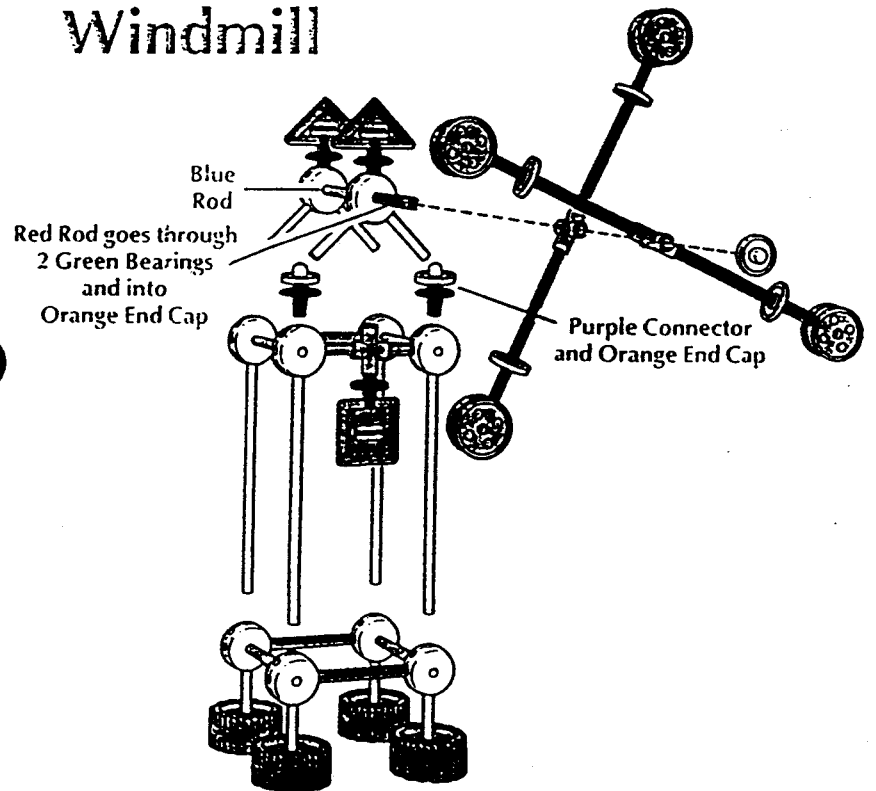 Windmill
Blue
Rod
Red Rod goes through
2 Green Bearings
and into
Orange End Cap
Purple Connector
and Orange End Cap